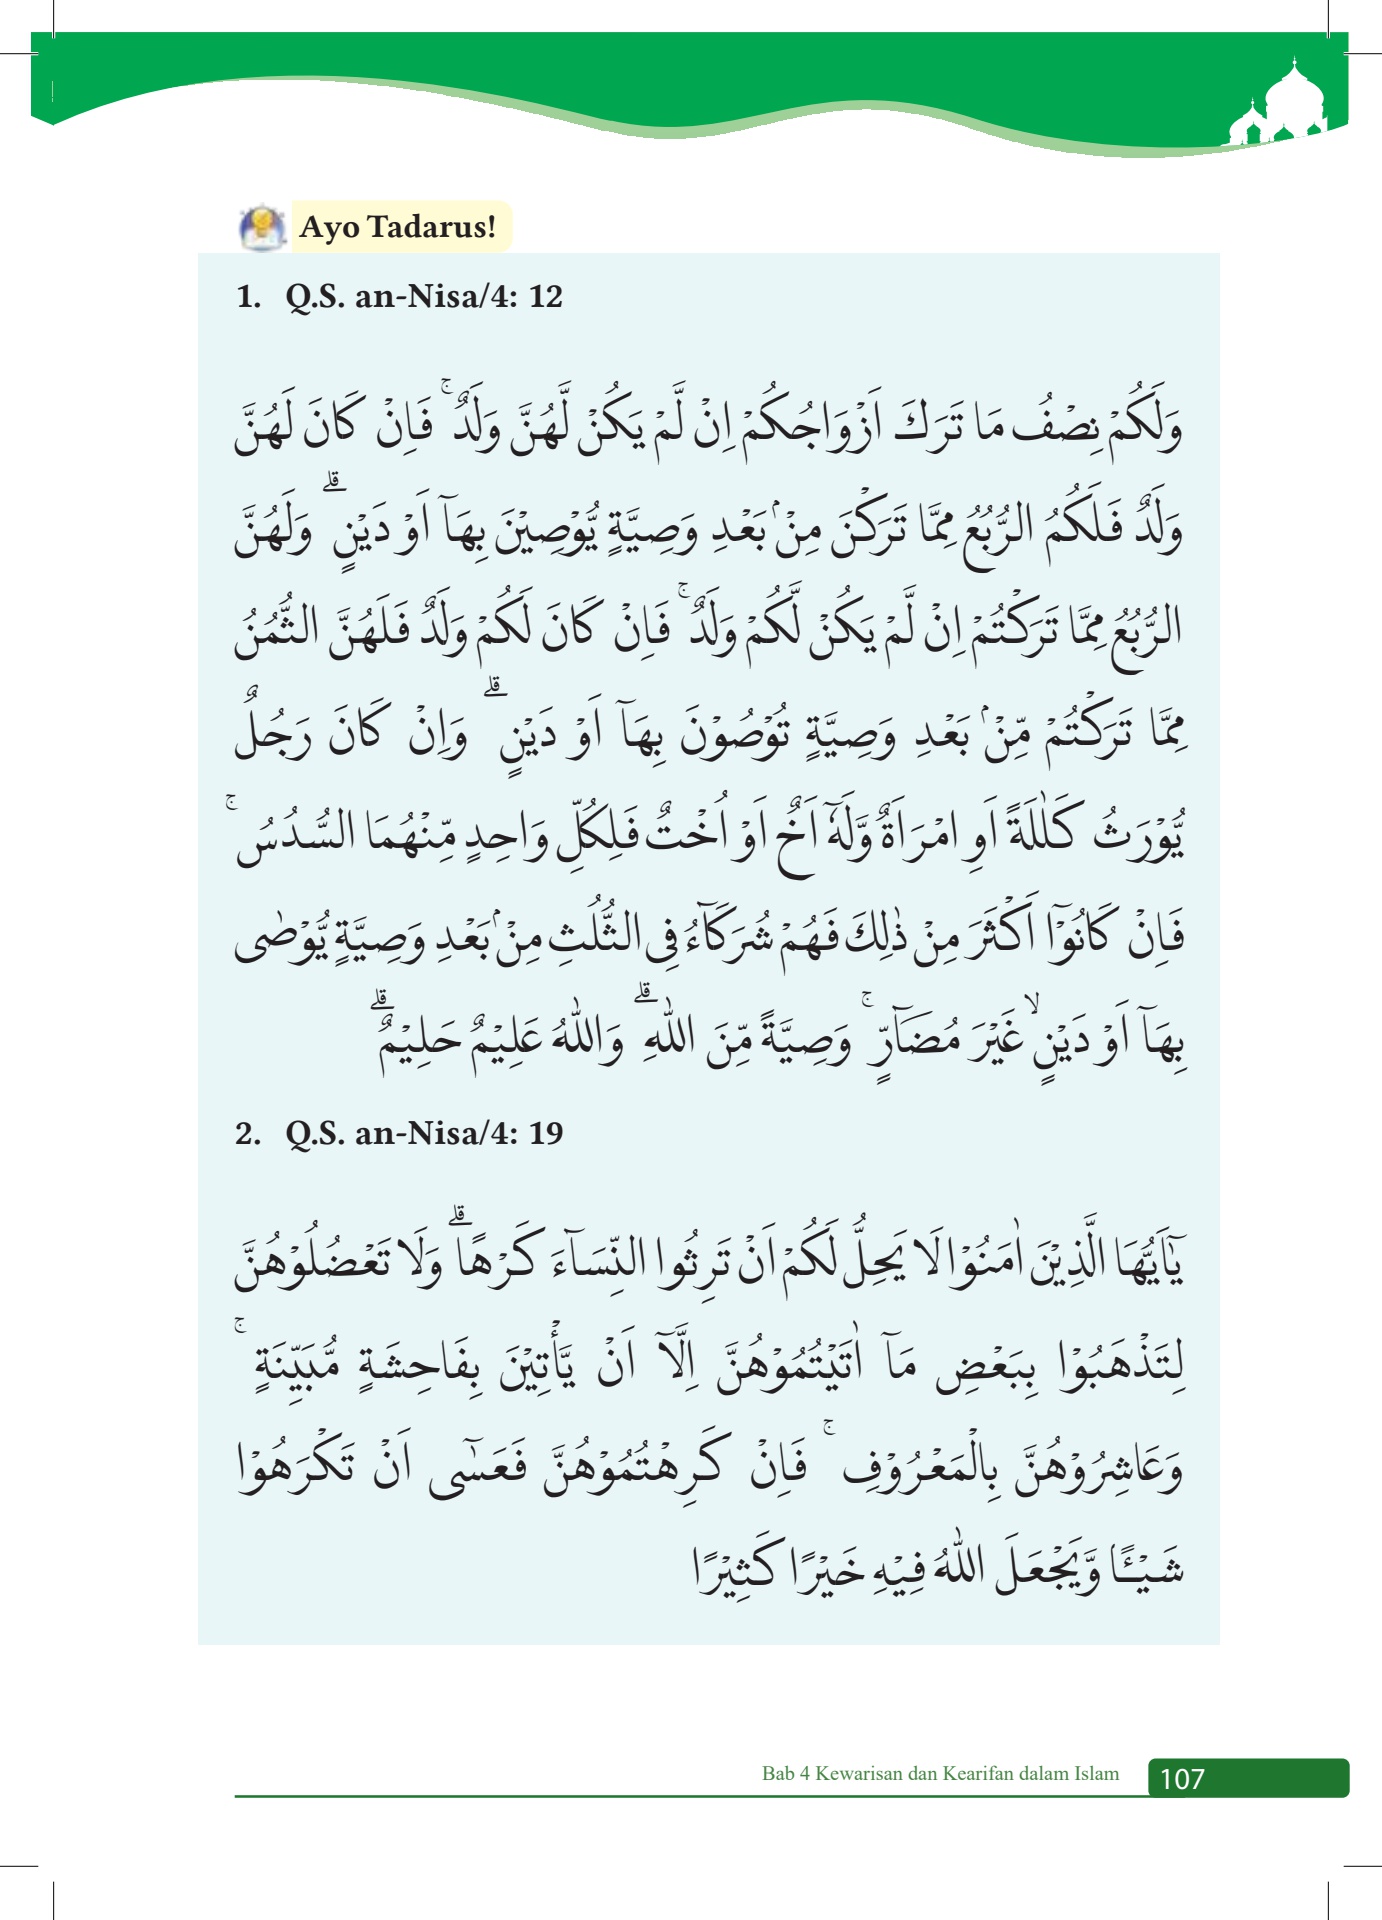 Ayo Tadarus!
1. Q.S. an-Nisa/4: 12
وَلَكُمْ نِصْفُ مَا تَرَكَ اَزْوَاجُكُمْ اِنْ لَّمْ يَكُنْ لَّهُنَّ وَلَدٌ ۚ فَاِنْ كَانَ لَهُنَّ
وَلَدٌ فَلَكُمُ الرُّبُعُ مِمَّا تَرَكْنَ مِنْۢ بَعْدِ وَصِيَّةٍ يُّوْصِيْنَ بِهَآ اَوْ دَيْنٍ ۗ وَلَهُنَّ
الرُّبُعُ مِمَّا تَرَكْتُمْ اِنْ لَّمْ يَكُنْ لَّكُمْ وَلَدٌ ۚ فَاِنْ كَانَ لَكُمْ وَلَدٌ فَلَهُنَّ الثُّمُنُ
مِمَّا تَرَكْتُمْ مِّنْۢ بَعْدِ وَصِيَّةٍ تُوْصُوْنَ بِهَآ اَوْ دَيْنٍ ۗ وَاِنْ كَانَ رَجُلٌ
يُّوْرَثُ كَلٰلَةً اَوِ امْرَاَةٌ وَّلَهٗٓ اَخٌ اَوْ اُخْتٌ فَلِكُلِّ وَاحِدٍ مِّنْهُمَا السُّدُسُ ۚ
فَاِنْ كَانُوْٓا اَكْثَرَ مِنْ ذٰلِكَ فَهُمْ شُرَكَاۤءُ فِى الثُّلُثِ مِنْۢ بَعْدِ وَصِيَّةٍ يُّوْصٰى
بِهَآ اَوْ دَيْنٍۙ غَيْرَ مُضَاۤرٍّ ۚ وَصِيَّةً مِّنَ اللّٰهِ ۗ وَاللّٰهُ عَلِيْمٌ حَلِيْمٌۗ
2. Q.S. an-Nisa/4: 19
يٰٓاَيُّهَا الَّذِيْنَ اٰمَنُوْا لَا يَحِلُّ لَكُمْ اَنْ تَرِثُوا النِّسَاۤءَ كَرْهًاۗ وَلَا تَعْضُلُوْهُنَّ
لِتَذْهَبُوْا بِبَعْضِ مَآ اٰتَيْتُمُوْهُنَّ اِلَّآ اَنْ يَّأْتِيْنَ بِفَاحِشَةٍ مُّبَيِّنَةٍ ۚ
وَعَاشِرُوْهُنَّ بِالْمَعْرُوْفِ ۚ فَاِنْ كَرِهْتُمُوْهُنَّ فَعَسٰٓى اَنْ تَكْرَهُوْا
شَيْـًٔا وَّيَجْعَلَ اللّٰهُ فِيْهِ خَيْرًا كَثِيْرًا
Bab 4 Kewarisan dan Kearifan dalam Islam
107